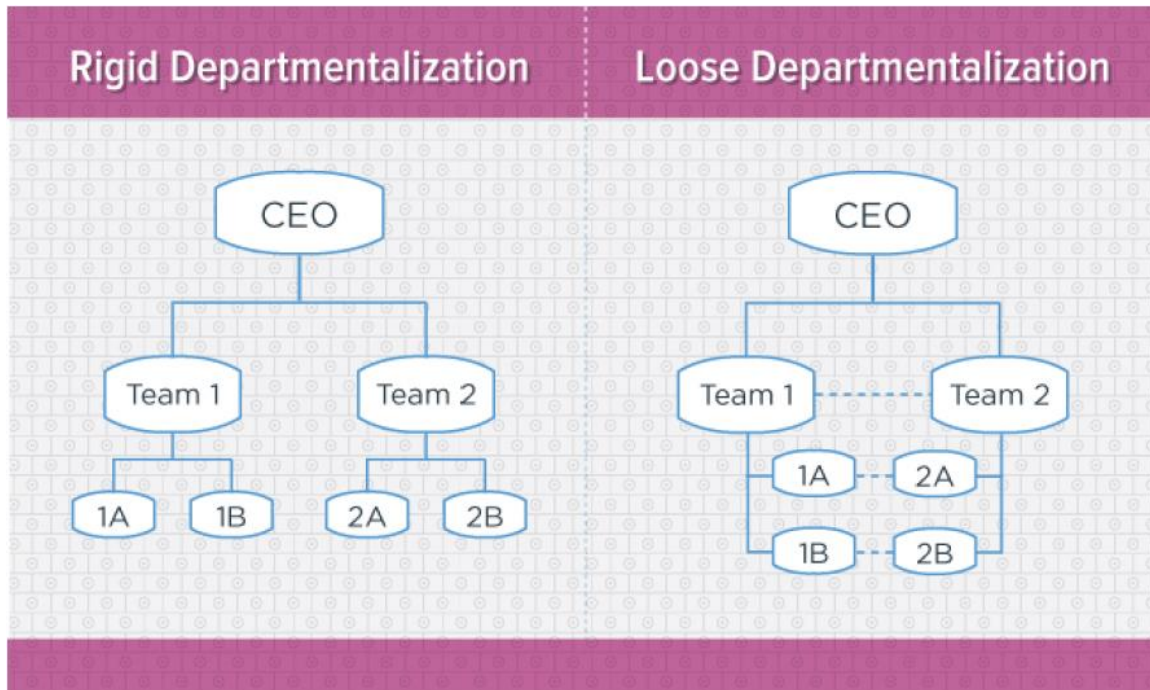 Rigid Departmentalization
CEO
Team 1
Team 2
1A
1B
2A
2B
Loose Departmentalization
CEO
Team 1
Team 2
1A
2A
1B
2B